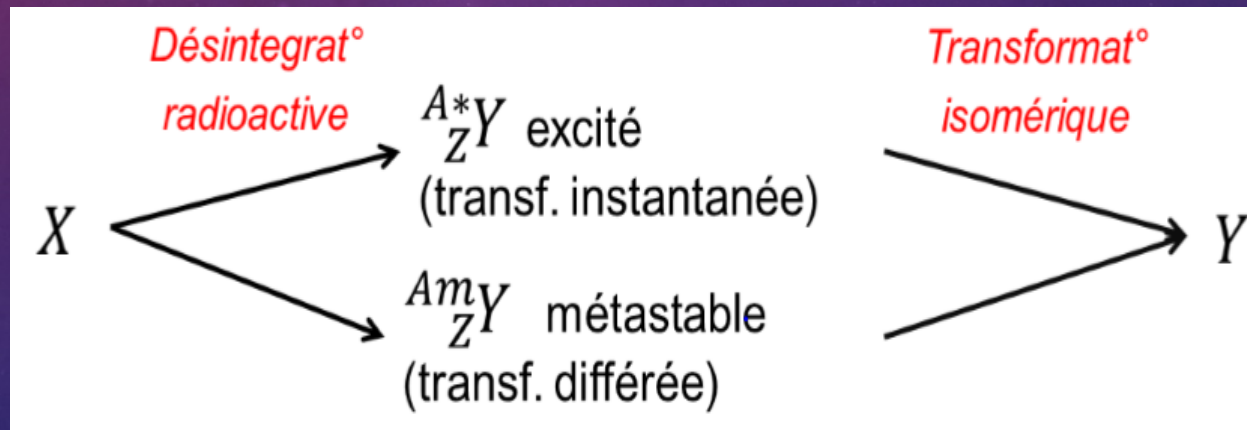 Désintegrat°
radioactive
Transformat°
isomérique
A*
Z Y excité
(transf. instantanée)
X
Y
Am
Z Y métastable
(transf. différée)